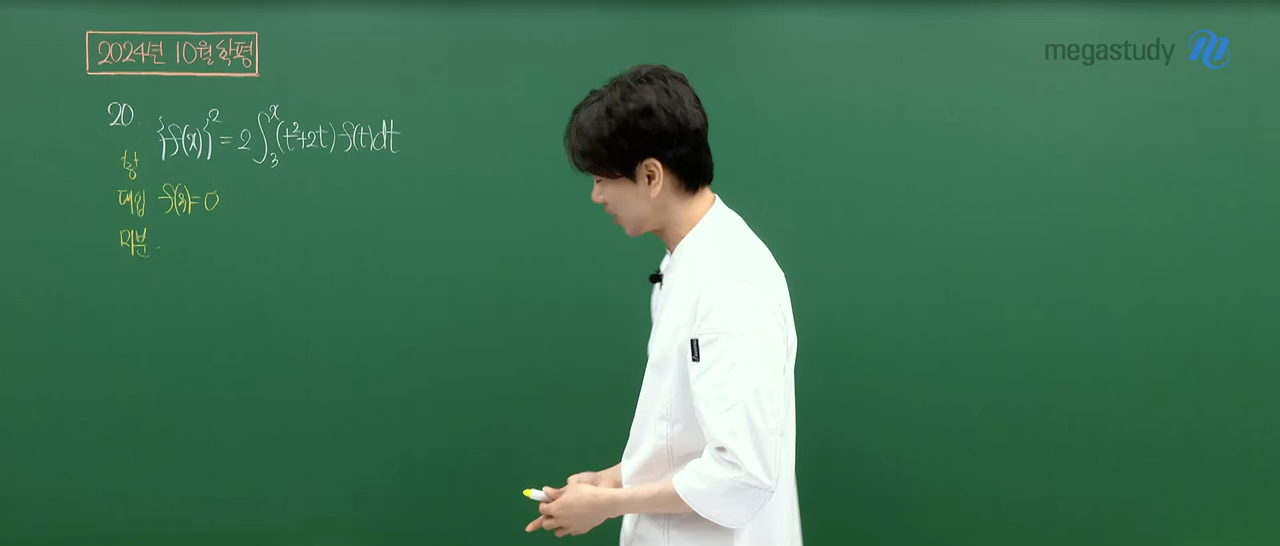 2024년 10월 학평
megastudy
20. {f(x)}² = 2∫₃ˣ(t²+2t)f(t)dt
항
대입 f(3)=0
미분.